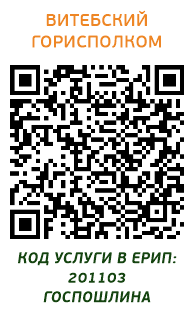 ВИТЕБСКИЙ
ГОРИСПОЛКОМ
КОД УСЛУГИ В ЕРИП:
201103
ГОСПОШЛИНА